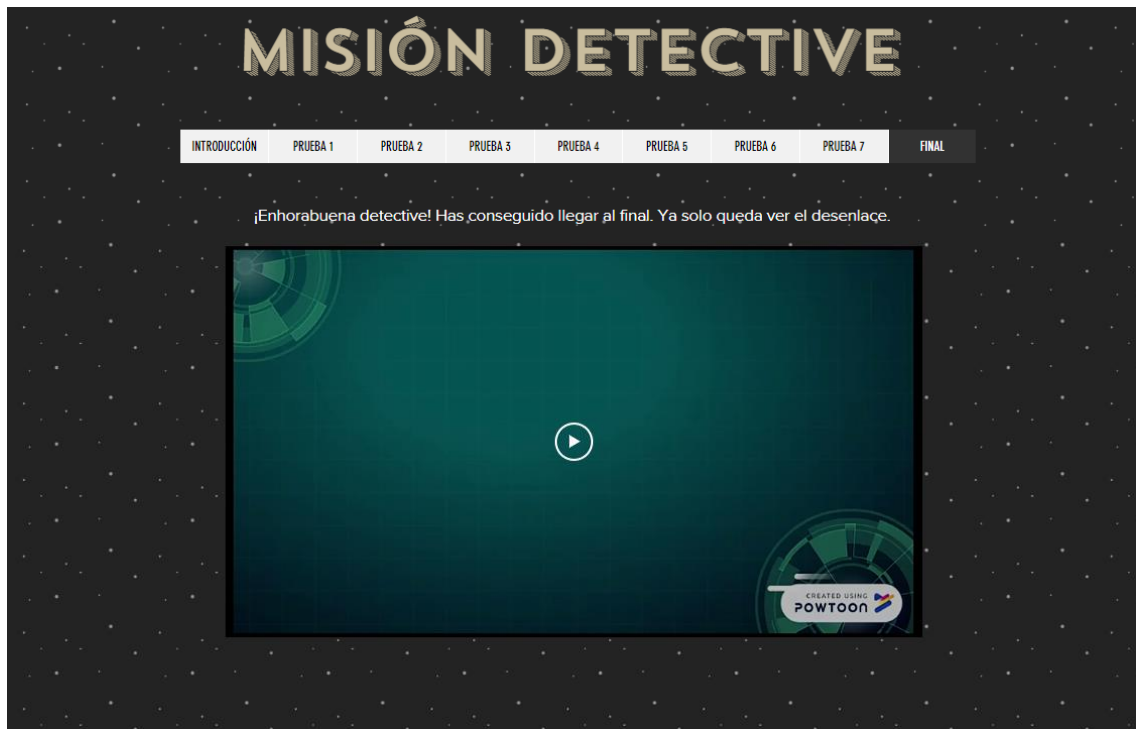 MISIÓN DETECTIVE
INTRODUCCIÓN PRUEBA 1 PRUEBA 2 PRUEBA 3 PRUEBA 4 PRUEBA 5 PRUEBA 6 PRUEBA 7 FINAL
¡Enhorabuena detective! Has conseguido llegar al final. Ya solo queda ver el desenlace.
CREATED USING
POWTOON